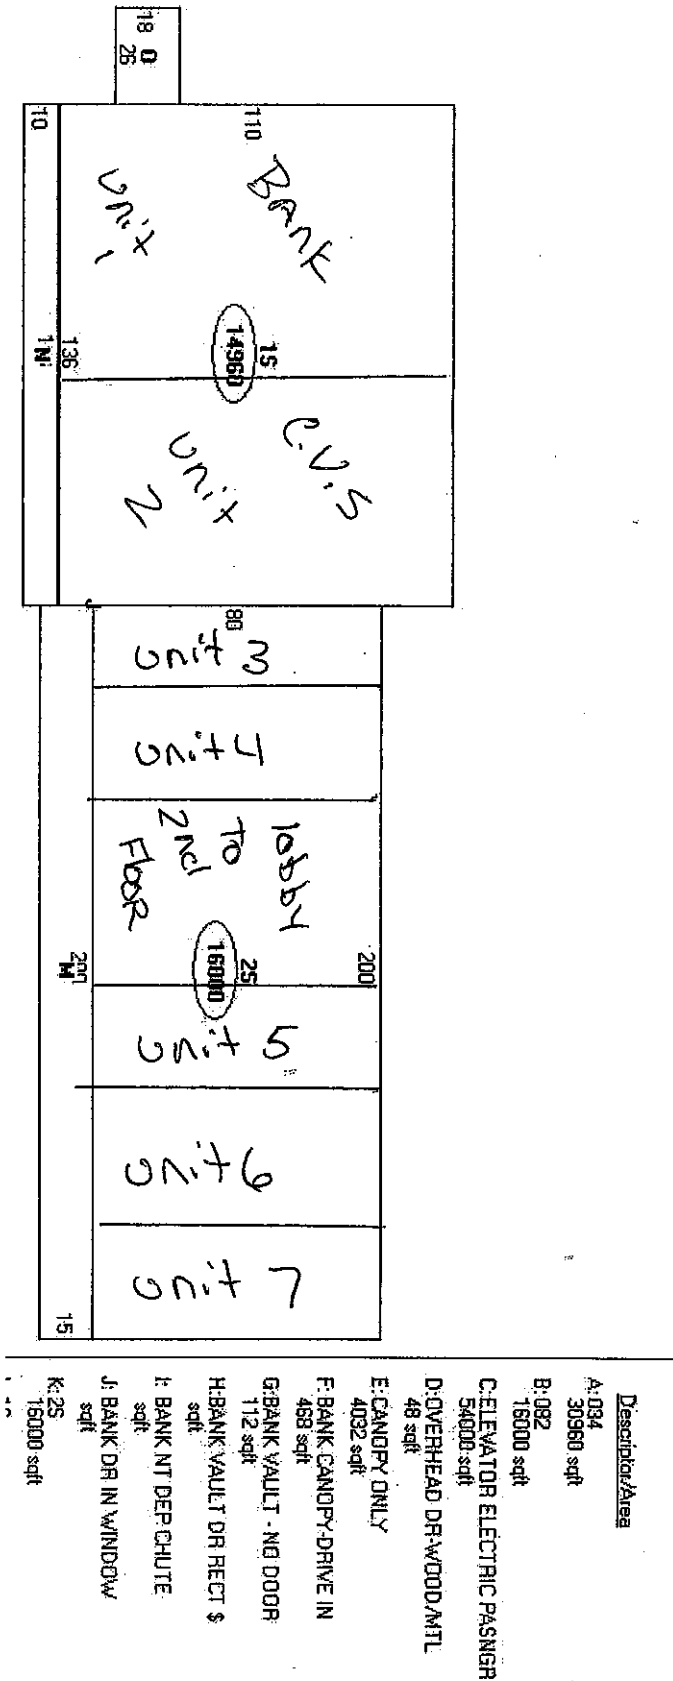 18
O
26
10
110
Bank
Unit
1
1S
14960
136
1N
C.V.S
Unit
2
80
Unit 3
Unit 4
lobby
To
2nd
Floor
200
2S
16000
200
M
Unit 5
Unit 6
Unit 7
15
Descriptor/Area
A:034
30960 sqft
B:082
16000 sqft
C:ELEVATOR ELECTRIC PASNGR
54000 sqft
D:OVERHEAD DR-WOOD/MTL
48 sqft
E:CANOPY ONLY
4032 sqft
F:BANK CANOPY-DRIVE IN
468 sqft
G:BANK VAULT - NO DOOR
112 sqft
H:BANK VAULT DR RECT $
sqft
I: BANK NT DEP CHUTE
sqft
J: BANK DR IN WINDOW
sqft
K:2S
16000 sqft